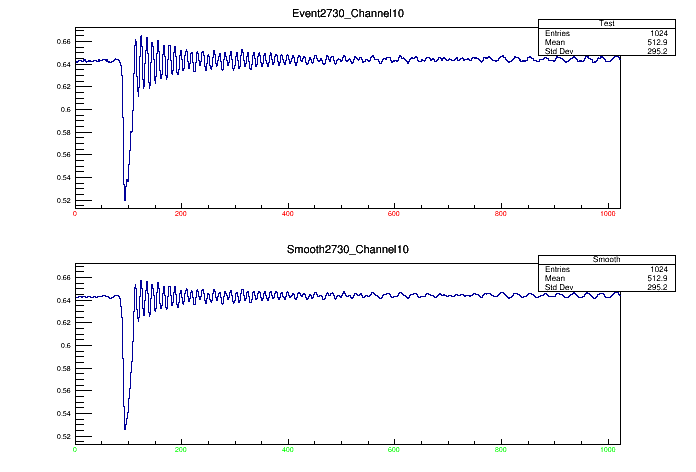 Event2730_Channel10
Test
Entries 1024
Mean 512.9
Std Dev 295.2
0.66
0.64
0.62
0.6
0.58
0.56
0.54
0.52
0 200 400 600 800 1000
Smooth2730_Channel10
Smooth
Entries 1024
Mean 512.9
Std Dev 295.2
0.66
0.64
0.62
0.6
0.58
0.56
0.54
0.52
0 200 400 600 800 1000